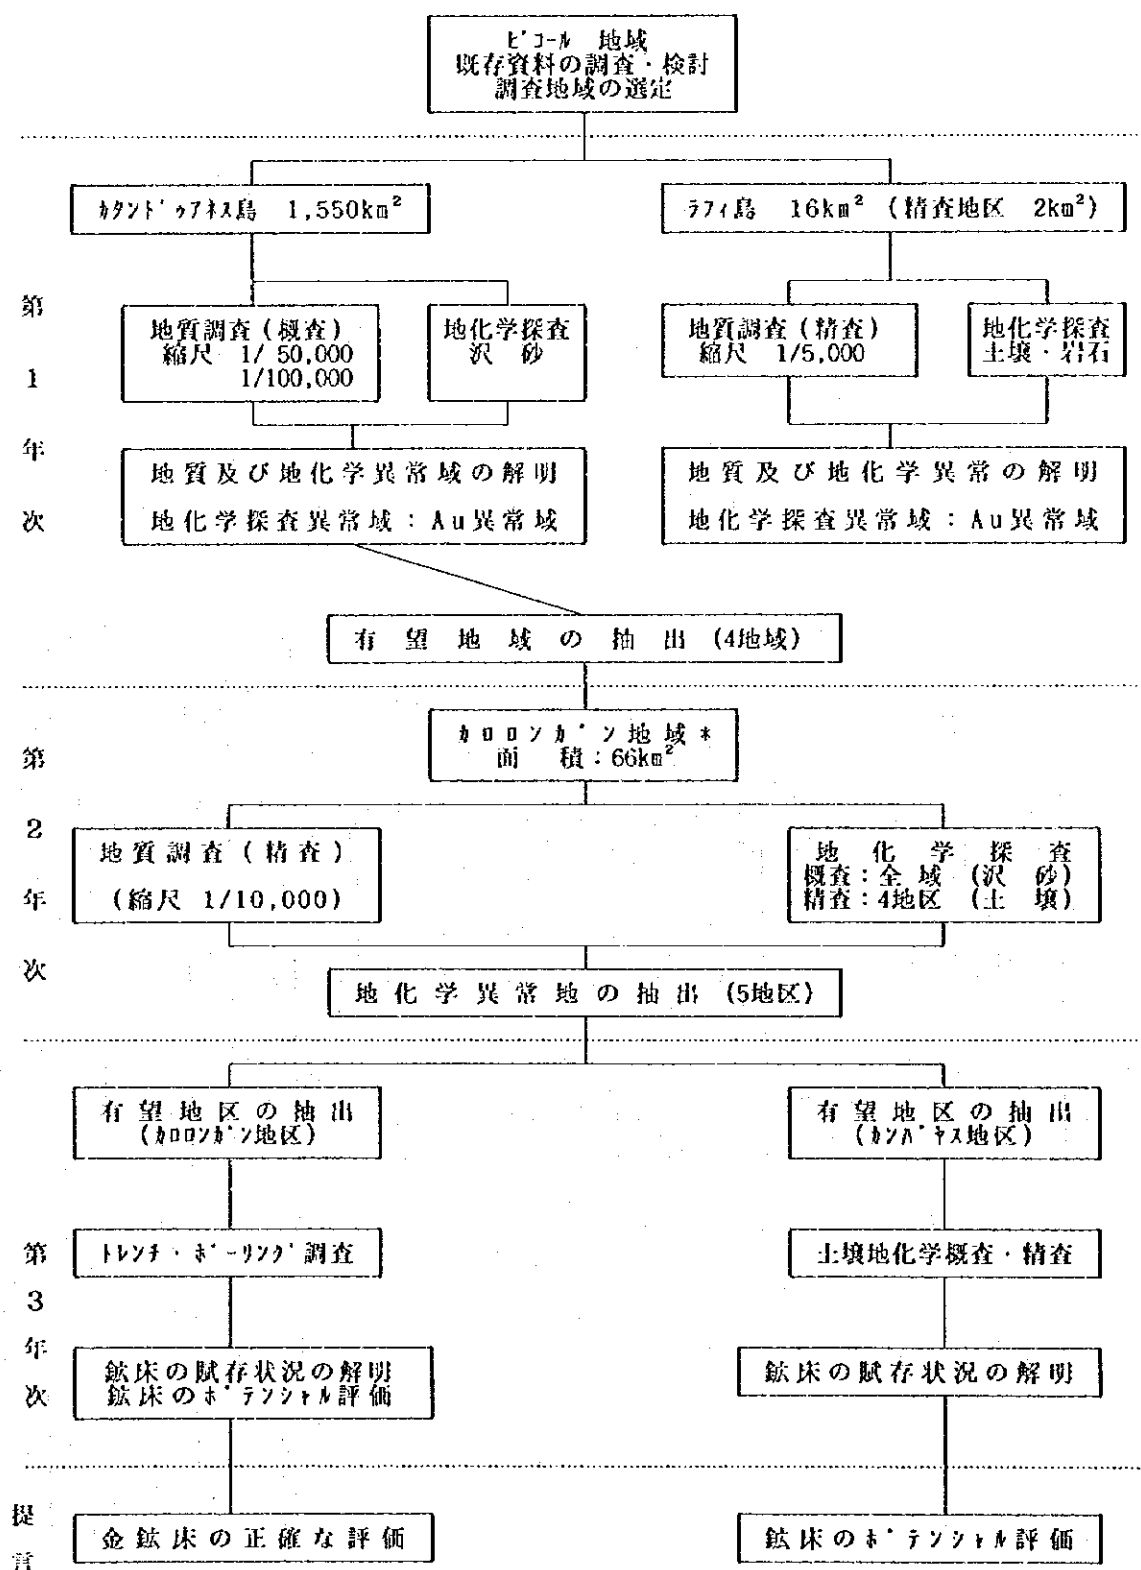 ﾋﾞｺｰﾙ 地域
既存資料の調査・検討
調査地域の選定
ｶﾀﾝﾄﾞｩｱﾈｽ島 1,550km²
ﾗﾌｨ島 16km² (精査地区 2km²)
第1年次
地質調査(概査)
縮尺 1/ 50,000
1/100,000
地化学探査
沢 砂
地質調査(精査)
縮尺 1/5,000
地化学探査
土壌・岩石
地質及び地化学異常域の解明
地化学探査異常域:Au異常域
地質及び地化学異常の解明
地化学探査異常域:Au異常域
有望地域の抽出 (4地域)
第2年次
ｶﾛﾛﾝｶﾞﾝ地域*
面 積:66km²
地質調査(精査)
(縮尺 1/10,000)
地化学探査
概査:全域 (沢 砂)
精査:4地区 (土 壌)
地化学異常地の抽出 (5地区)
第3年次
有望地区の抽出
(ｶﾛﾛﾝｶﾞﾝ地区)
有望地区の抽出
(ｶﾝﾊﾟﾔｽ地区)
ﾄﾚﾝﾁ・ﾎﾞｰﾘﾝｸﾞ調査
土壌地化学概査・精査
鉱床の賦存状況の解明
鉱床のﾎﾟﾃﾝｼｬﾙ評価
鉱床の賦存状況の解明
提言
金鉱床の正確な評価
鉱床のﾎﾟﾃﾝｼｬﾙ評価